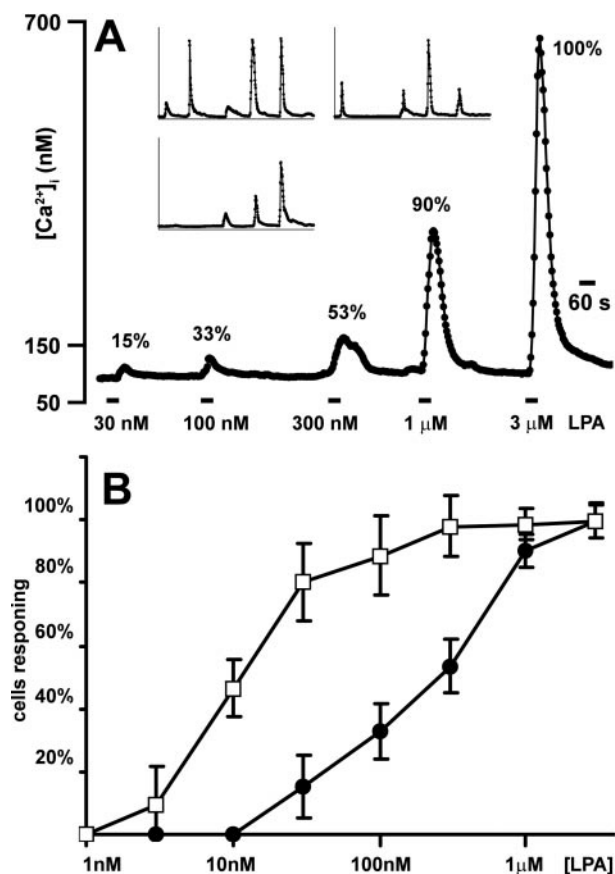 700
A
[Ca²⁺]ᵢ (nM)
100%
90%
60 s
53%
33%
15%
150
50
30 nM 100 nM 300 nM 1 μM 3 μM LPA
B
100%
80%
60%
40%
20%
cells responing
1nM 10nM 100nM 1μM [LPA]